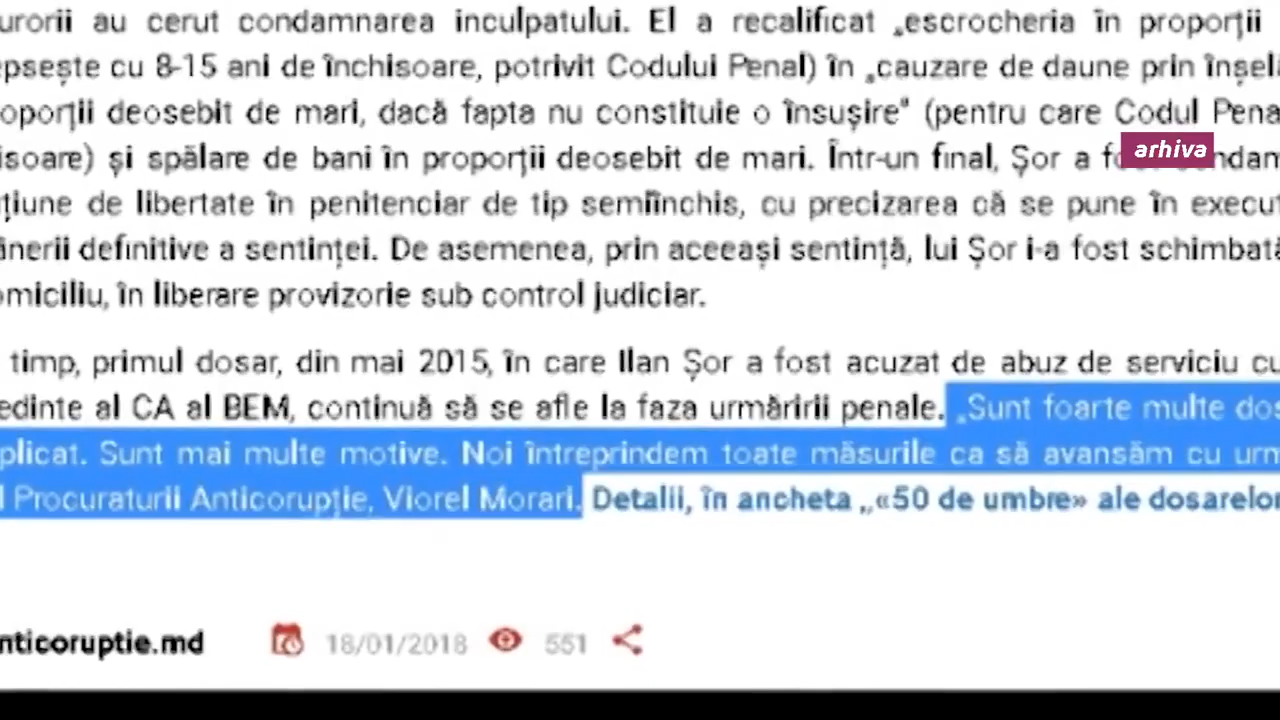 urorii au cerut condamnarea inculpatului. El a recalificat „escrocheria în proporții
epsește cu 8-15 ani de închisoare, potrivit Codului Penal) în „cauzare de daune prin înșelă
oporții deosebit de mari, dacă fapta nu constituie o însușire" (pentru care Codul Pena
isoare) și spălare de bani în proporții deosebit de mari. Într-un final, Șor a fo ndam
arhiva
țiune de libertate în penitenciar de tip semiînchis, cu precizarea că se pune în execut
înerii definitive a sentinței. De asemenea, prin aceeași sentință, lui Șor i-a fost schimbată
omiciliu, în liberare provizorie sub control judiciar.
timp, primul dosar, din mai 2015, în care Ilan Șor a fost acuzat de abuz de serviciu cu
edinte al CA al BEM, continuă să se afle la faza urmăririi penale. „Sunt foarte multe dos
plicat. Sunt mai multe motive. Noi întreprindem toate măsurile ca să avansăm cu urm
l Procuraturii Anticorupție, Viorel Morari. Detalii, în ancheta „«50 de umbre» ale dosarelor
nticoruptie.md 18/01/2018 551